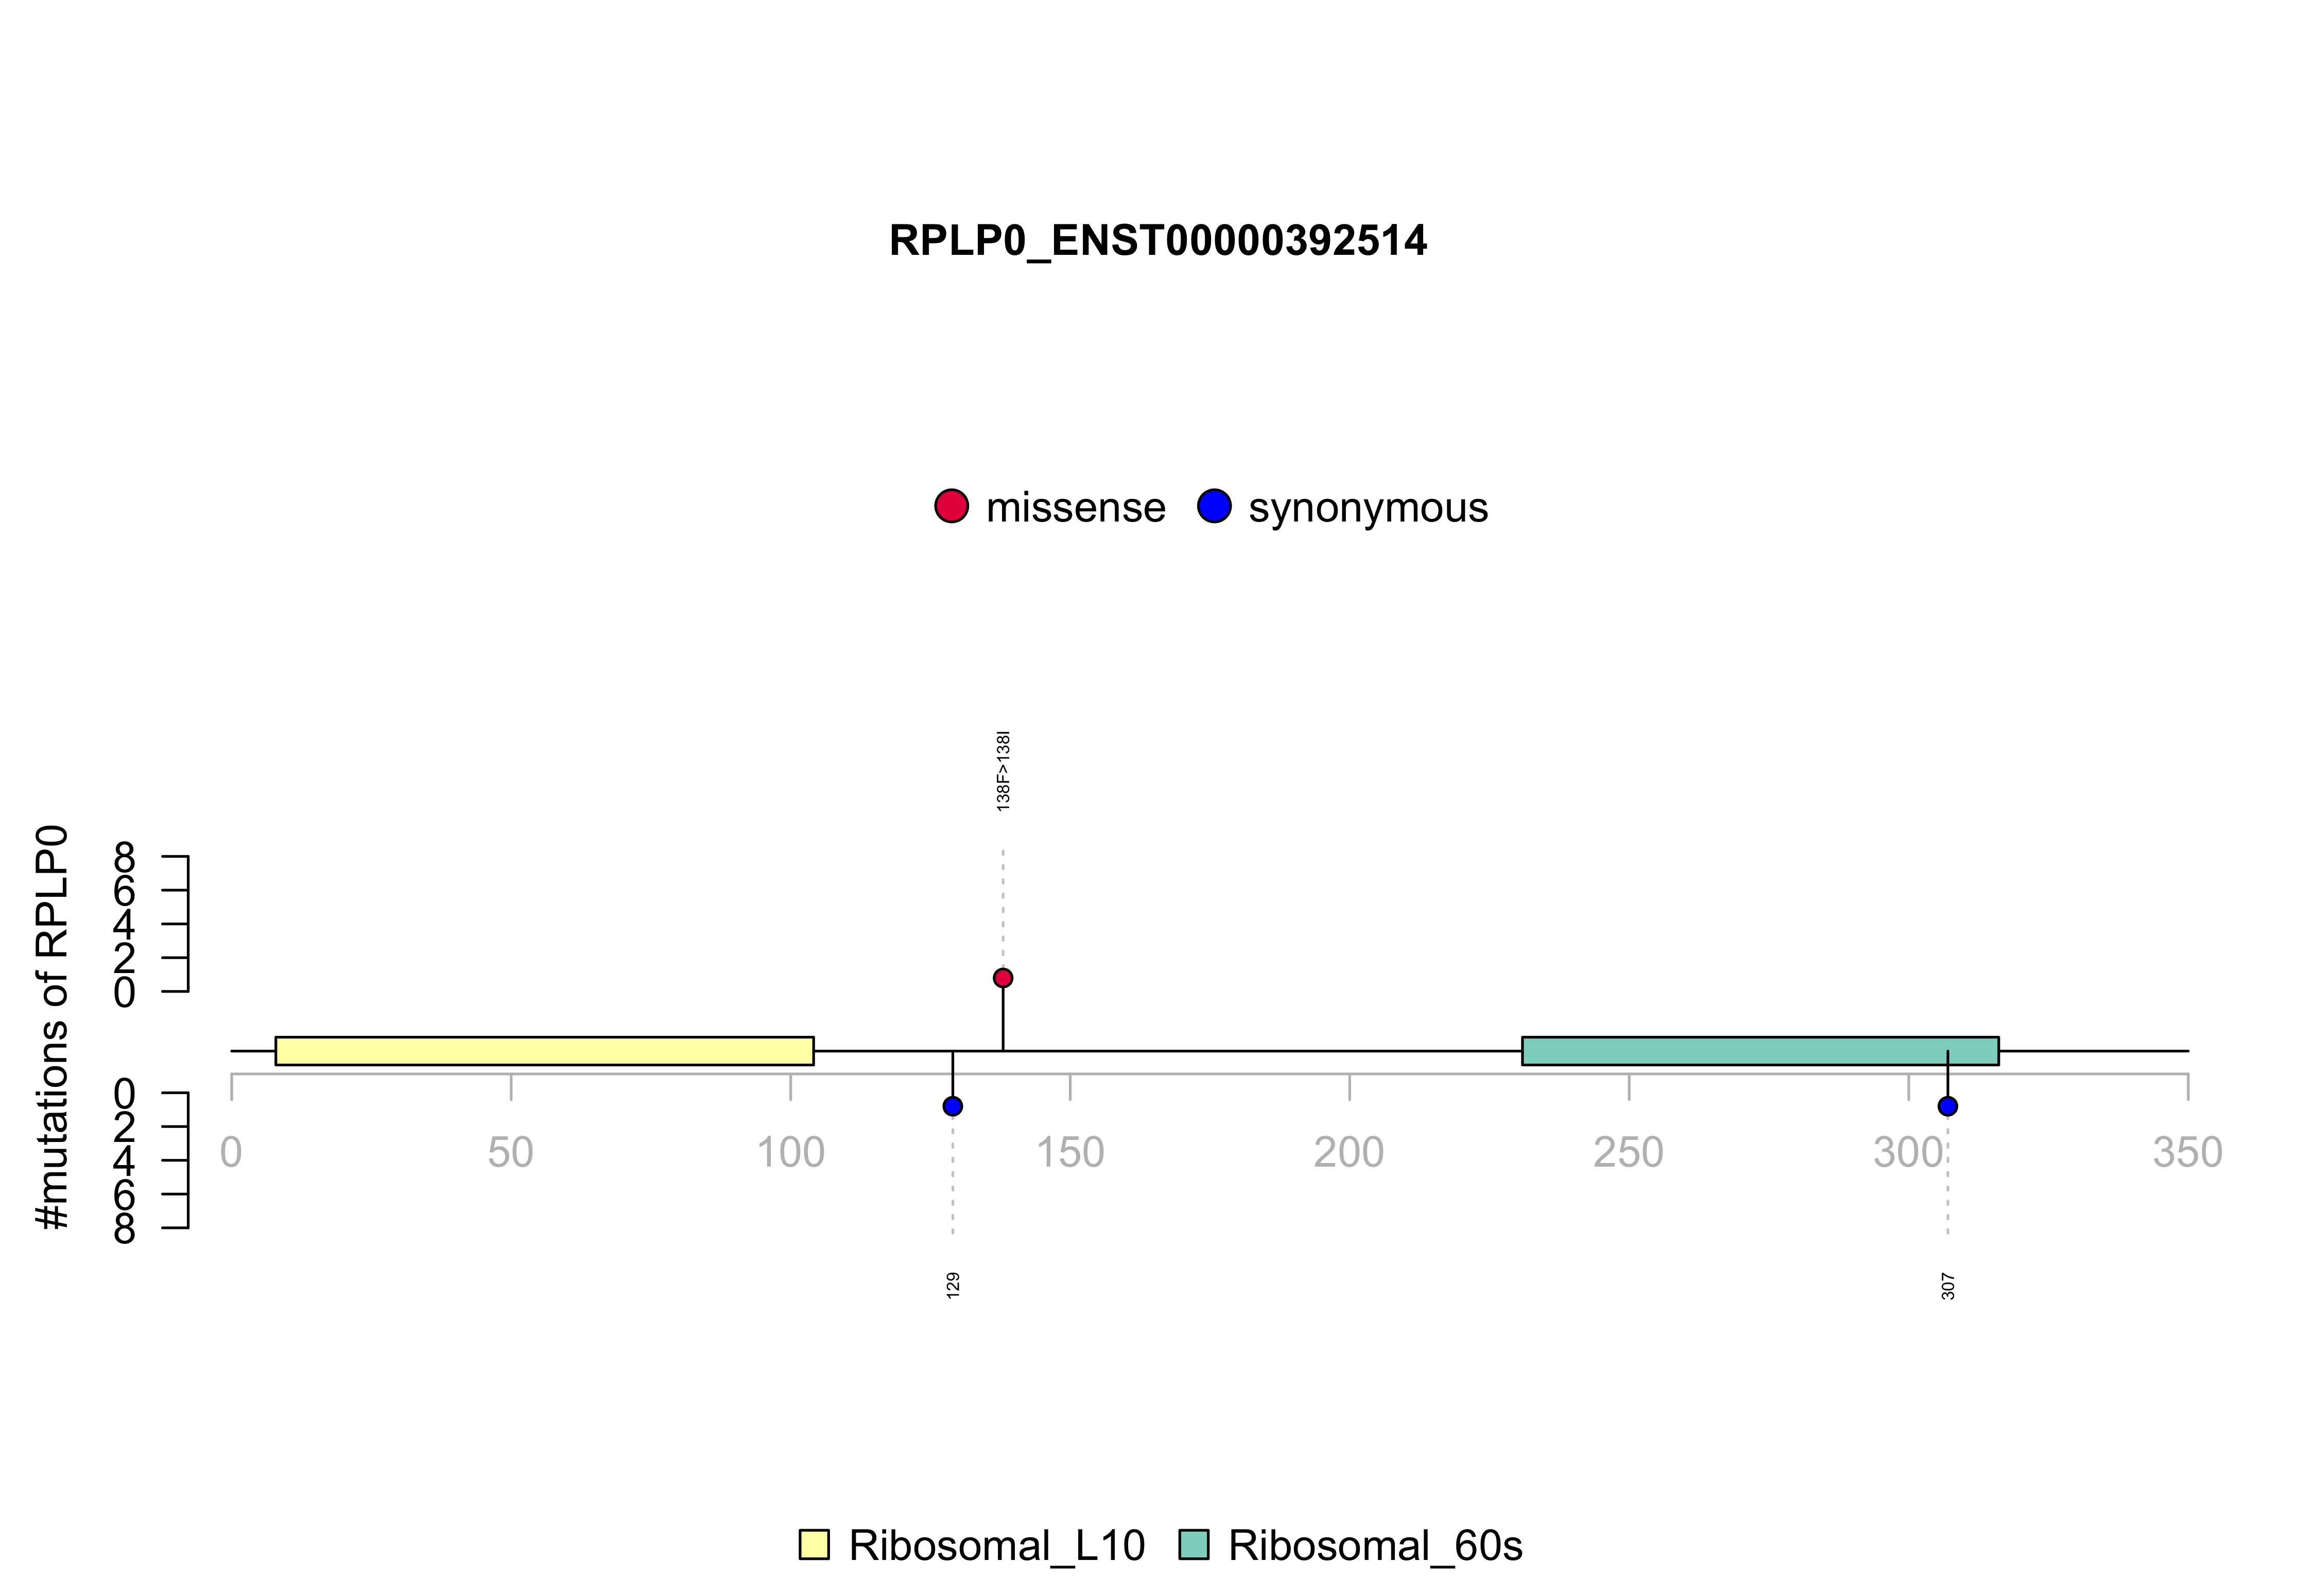 RPLP0_ENST00000392514
missense synonymous
138F>138I
#mutations of RPLP0
8
6
4
2
0
0
2
4
6
8
0 50 100 150 200 250 300 350
129 307
Ribosomal_L10 Ribosomal_60s